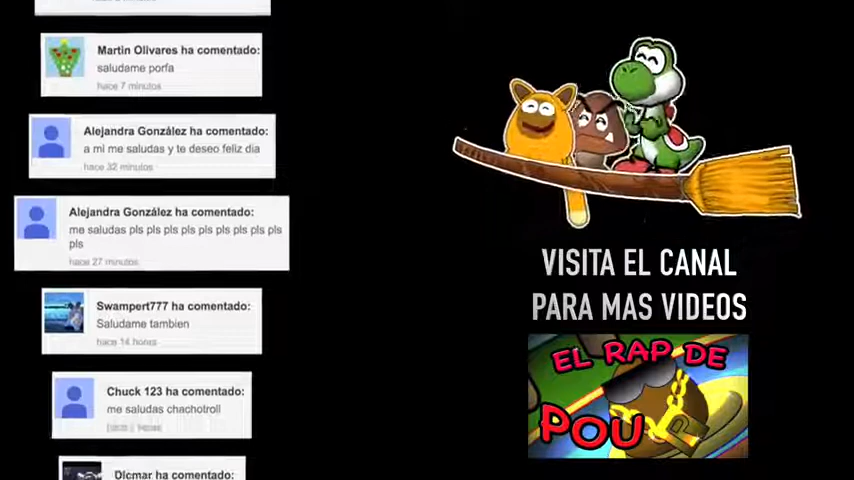 Martin Olivares ha comentado:
saludame porfa
hace 7 minutos
Alejandra González ha comentado:
a mi me saludas y te deseo feliz dia
hace 32 minutos
Alejandra González ha comentado:
me saludas pls pls pls pls pls pls pls pls pls
pls
hace 27 minutos
Swampert777 ha comentado:
Saludame tambien
hace 14 horas
Chuck 123 ha comentado:
me saludas chachotroll
ha comentado:
VISITA EL CANAL
PARA MAS VIDEOS
EL RAP DE
POU
P